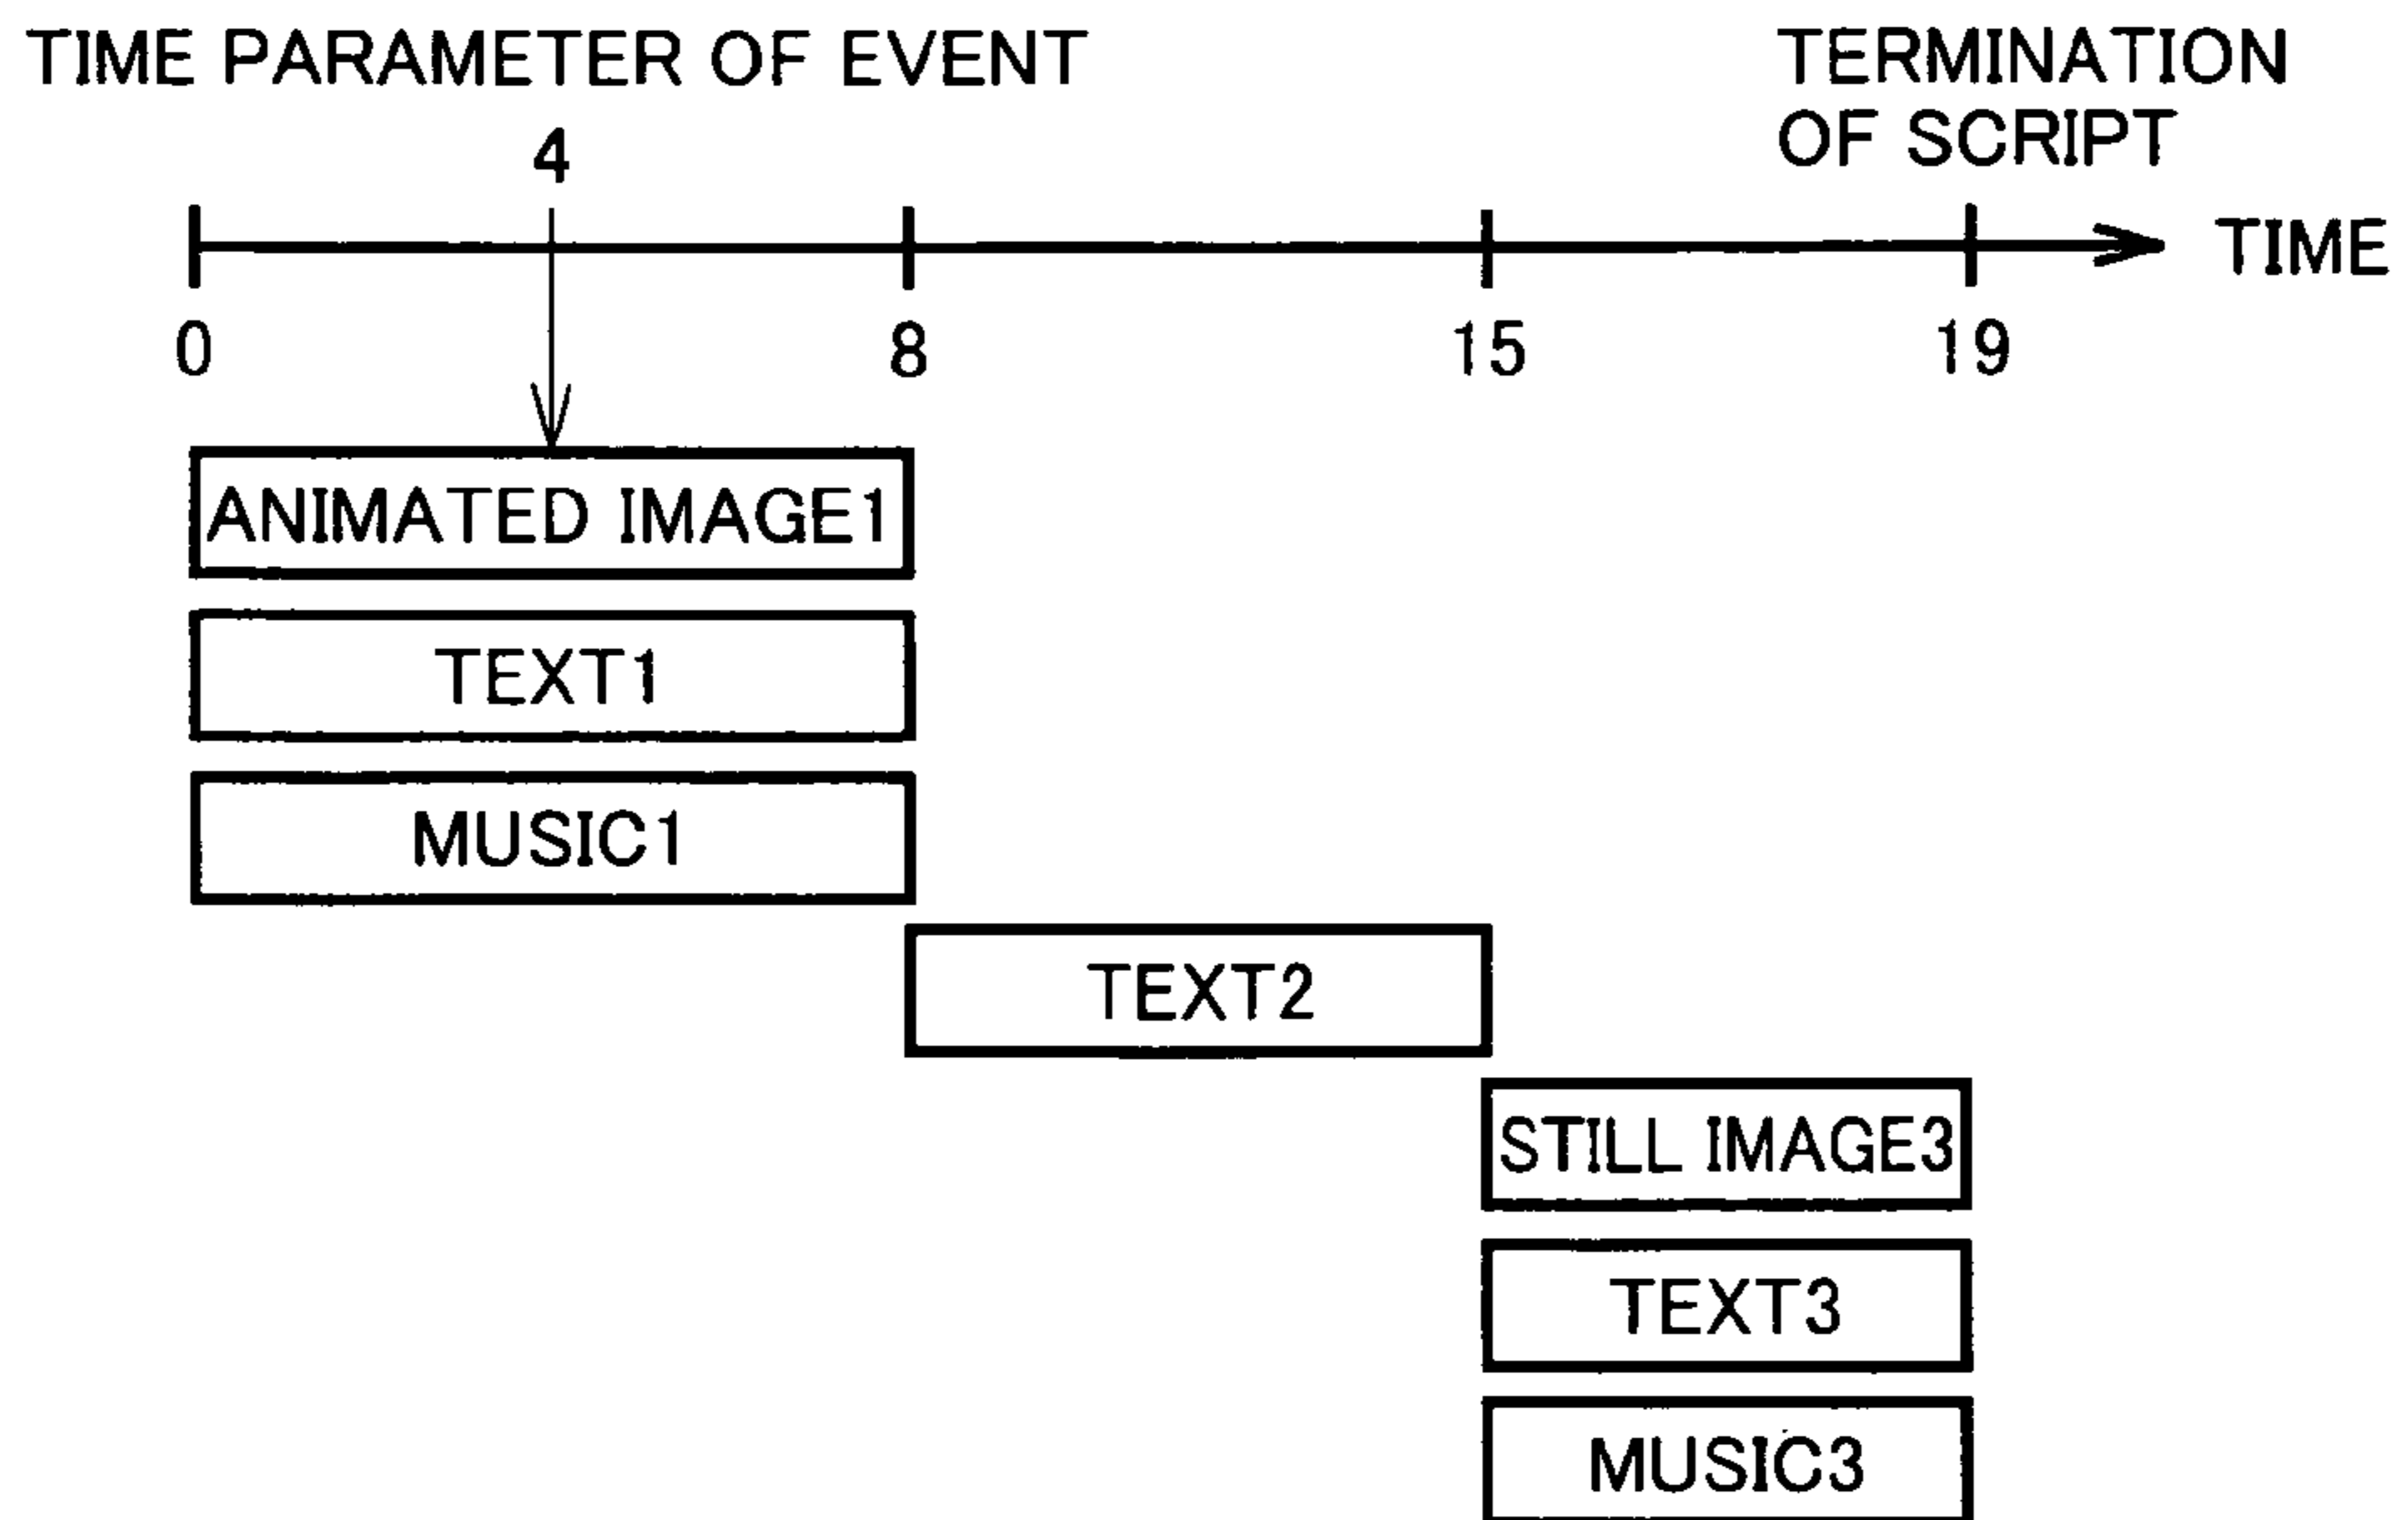 TIME PARAMETER OF EVENT
TERMINATION
OF SCRIPT
4
TIME
0
8
15
19
ANIMATED IMAGE1
TEXT1
MUSIC1
TEXT2
STILL IMAGE3
TEXT3
MUSIC3